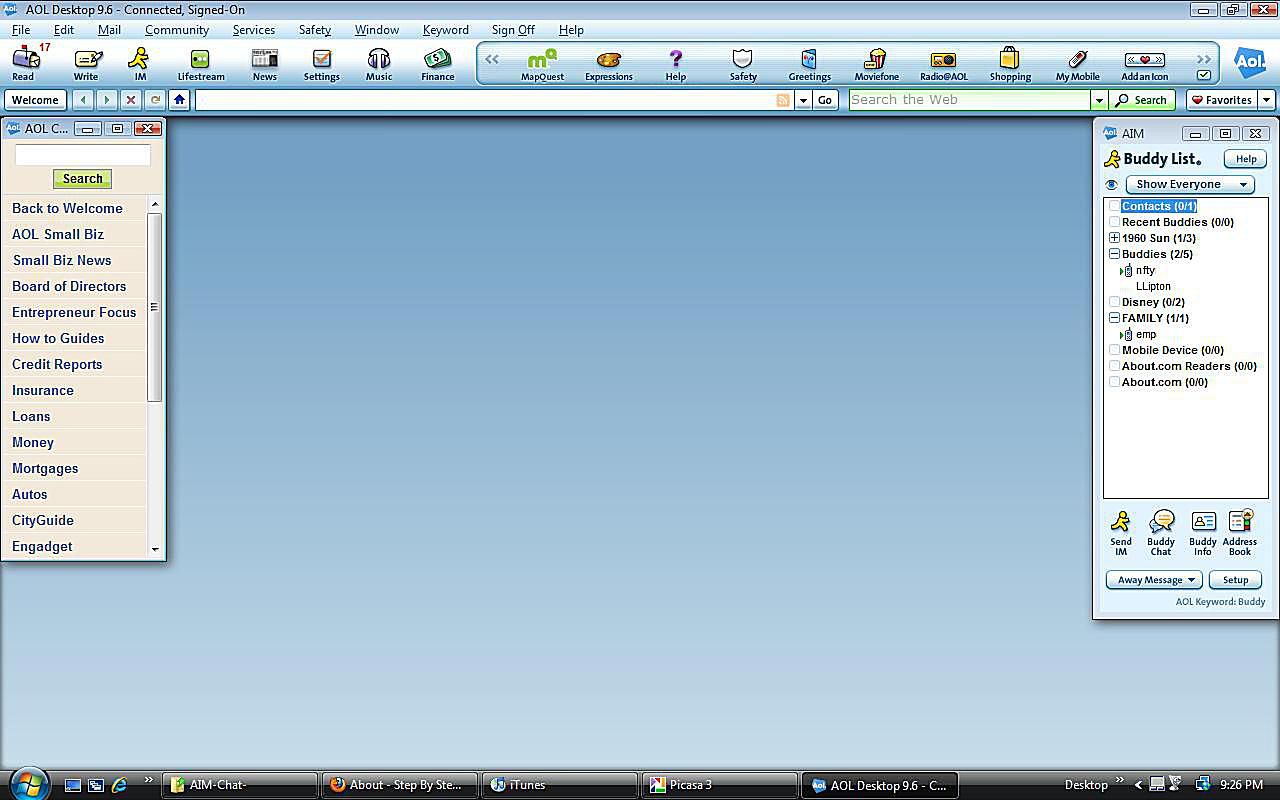 AOL Desktop 9.6 - Connected, Signed-On
File Edit Mail Community Services Safety Window Keyword Sign Off Help
17
Read Write IM Lifestream News Settings Music Finance MapQuest Expressions Help Safety Greetings Moviefone Radio@AOL Shopping My Mobile Add an Icon Aol.
Welcome Go Search the Web Search Favorites
AOL C...
Search
Back to Welcome
AOL Small Biz
Small Biz News
Board of Directors
Entrepreneur Focus
How to Guides
Credit Reports
Insurance
Loans
Money
Mortgages
Autos
CityGuide
Engadget
AIM
Buddy List.
Help
Show Everyone
Contacts (0/1)
Recent Buddies (0/0)
1960 Sun (1/3)
Buddies (2/5)
nfty
LLipton
Disney (0/2)
FAMILY (1/1)
emp
Mobile Device (0/0)
About.com Readers (0/0)
About.com (0/0)
Send IM
Buddy Chat
Buddy Info
Address Book
Away Message Setup
AOL Keyword: Buddy
AIM-Chat- About - Step By Ste... iTunes Picasa 3 AOL Desktop 9.6 - C... Desktop 9:26 PM